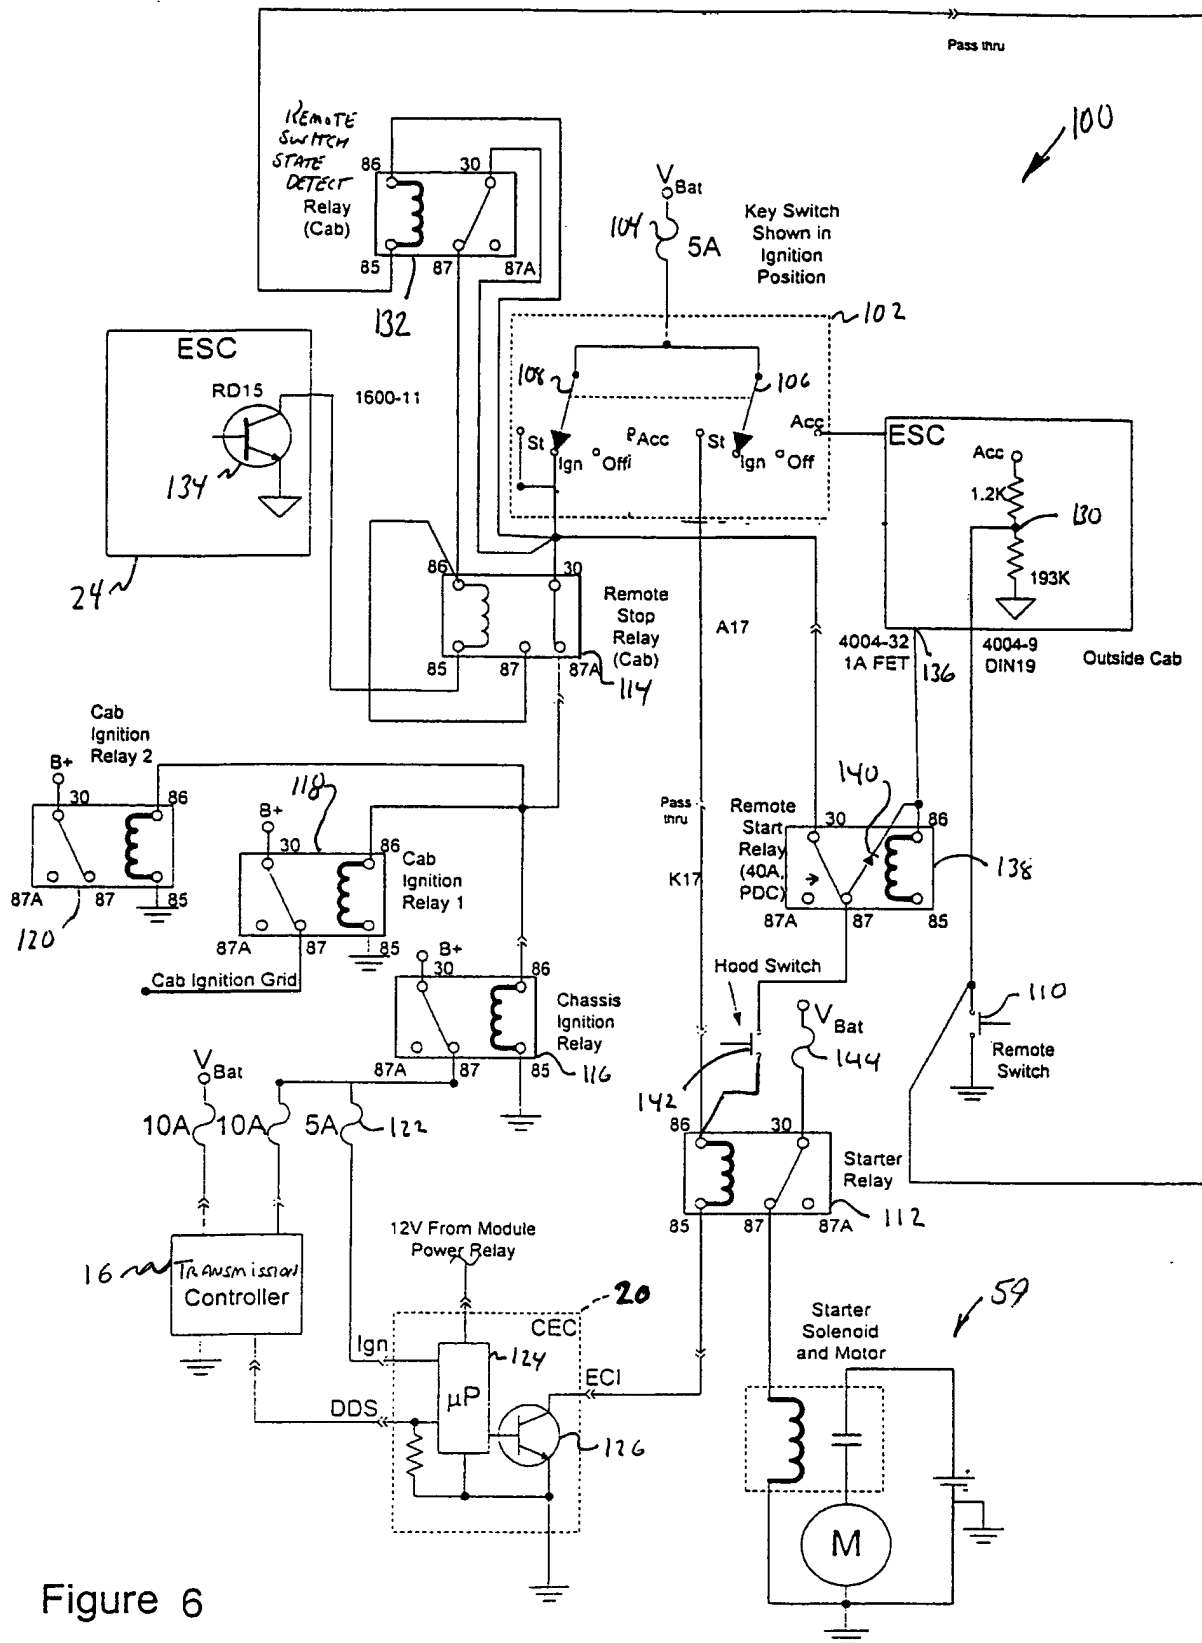 Pass thru
100
REMOTE
SWITCH
STATE
DETECT
Relay
(Cab)
86
30
85
87
87A
132
V Bat
104
5A
Key Switch
Shown in
Ignition
Position
102
108
106
St
Ign
Off
Acc
St
Ign
Off
Acc
ESC
RD15
134
24
1600-11
ESC
Acc
1.2K
130
193K
4004-32
1A FET
136
4004-9
DIN19
Outside Cab
86
30
Remote
Stop
Relay
(Cab)
85
87
87A
114
A17
Cab
Ignition
Relay 2
B+
30
86
87A
87
85
120
118
B+
30
86
Cab
Ignition
Relay 1
87A
87
85
Cab Ignition Grid
Pass
thru
K17
Remote
Start
Relay
(40A,
PDC)
140
30
86
138
87A
87
85
B+
30
86
Chassis
Ignition
Relay
87A
87
85
116
Hood Switch
142
V Bat
144
110
Remote
Switch
V Bat
10A
10A
5A
122
86
30
Starter
Relay
85
87
87A
112
16
TRANSMISSION
Controller
12V From Module
Power Relay
20
CEC
Ign
124
µP
DDS
ECI
126
Starter
Solenoid
and Motor
59
M
Figure 6